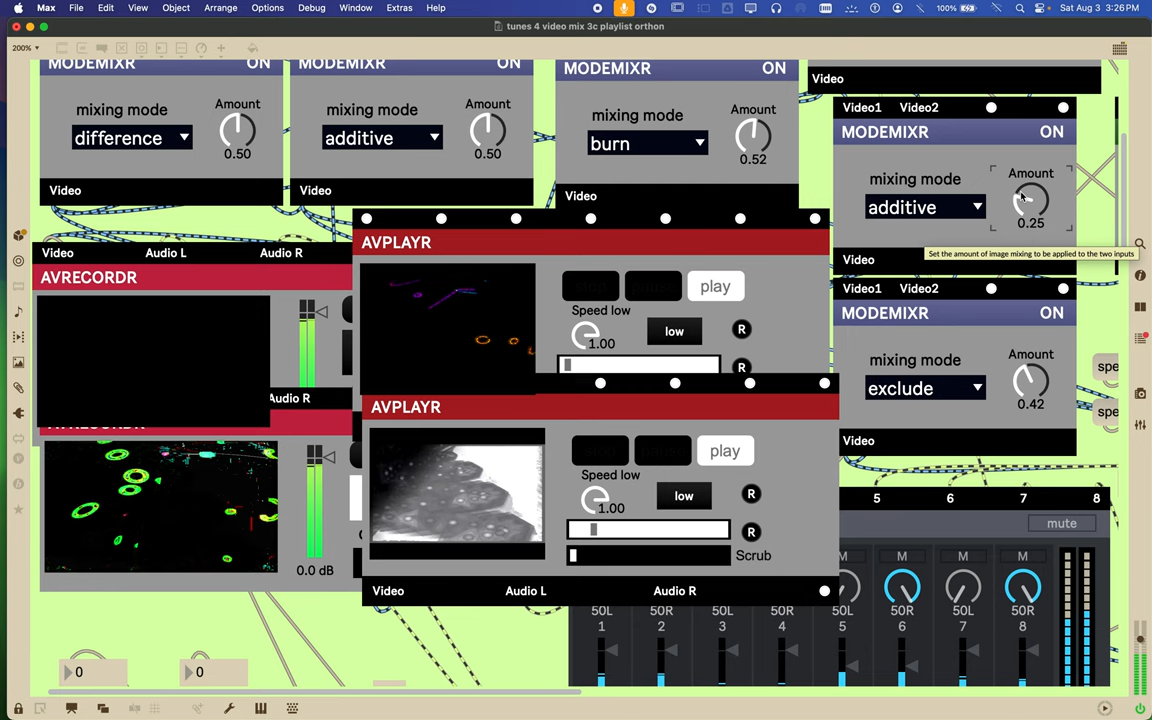 Max File Edit View Object Arrange Options Debug Window Extras Help 100% Sat Aug 3 3:26 PM
tunes 4 video mix 3c playlist orthon
200%
MODEMIXR ON
mixing mode Amount
difference
0.50
Video
MODEMIXR ON
mixing mode Amount
additive
0.50
Video
MODEMIXR ON
mixing mode Amount
burn
0.52
Video
Video
Video1 Video2
MODEMIXR ON
mixing mode Amount
additive
0.25
Video
Set the amount of image mixing to be applied to the two inputs
Video1 Video2
MODEMIXR ON
mixing mode Amount
exclude
0.42
Video
spe
spe
Video Audio L Audio R
AVRECORDR
Audio R
AVRECORDR
0.0 dB
AVPLAYR
stop pause play
Speed low
1.00
low
R
R
AVPLAYR
stop pause play
Speed low
1.00
low
R
R
Scrub
Video Audio L Audio R
5 6 7 8
mute
M M M M
50L 50R 50L 50R 50L 50R 50L 50R
1 2 3 4 5 6 7 8
0
0